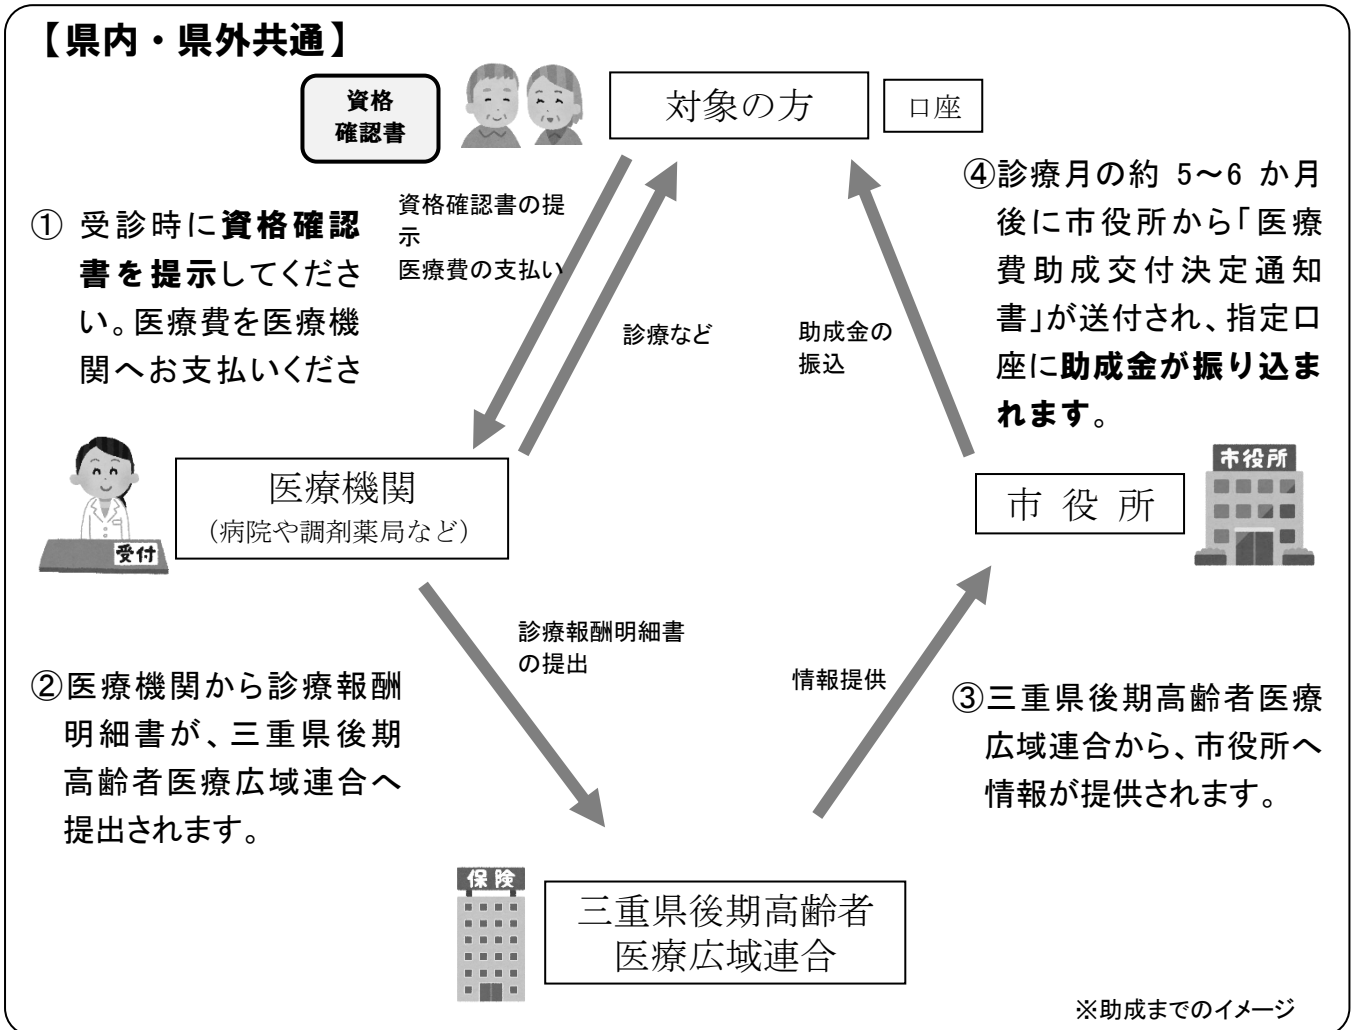 【県内・県外共通】
資格
確認書
対象の方
口座
① 受診時に資格確認
書を提示してくださ
い。医療費を医療機
関へお支払いくださ
資格確認書の提
示
医療費の支払い
診療など
助成金の
振込
④診療月の約 5～6 か月
後に市役所から「医療
費助成交付決定通知
書」が送付され、指定口
座に助成金が振り込ま
れます。
受付
医療機関
（病院や調剤薬局など）
市 役 所
市役所
②医療機関から診療報酬
明細書が、三重県後期
高齢者医療広域連合へ
提出されます。
診療報酬明細書
の提出
情報提供
③三重県後期高齢者医療
広域連合から、市役所へ
情報が提供されます。
保険
三重県後期高齢者
医療広域連合
※助成までのイメージ